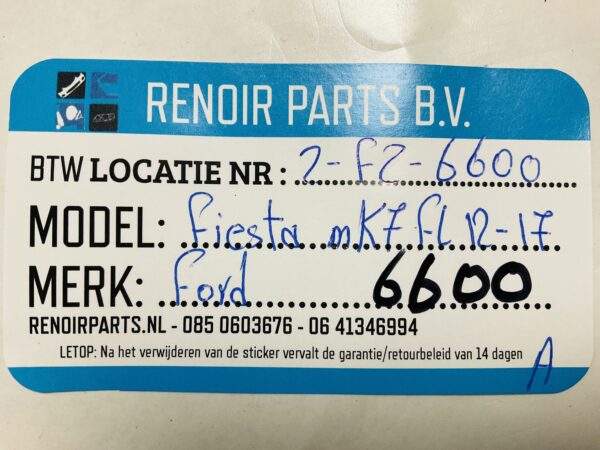 RENOIR PARTS B.V.
BTW LOCATIE NR: 2-F2-6600
MODEL: Fiesta mK7 FL 12-17
MERK: Ford 6600
RENOIRPARTS.NL - 085 0603676 - 06 41346994
LETOP: Na het verwijderen van de sticker vervalt de garantie/retourbeleid van 14 dagen
A